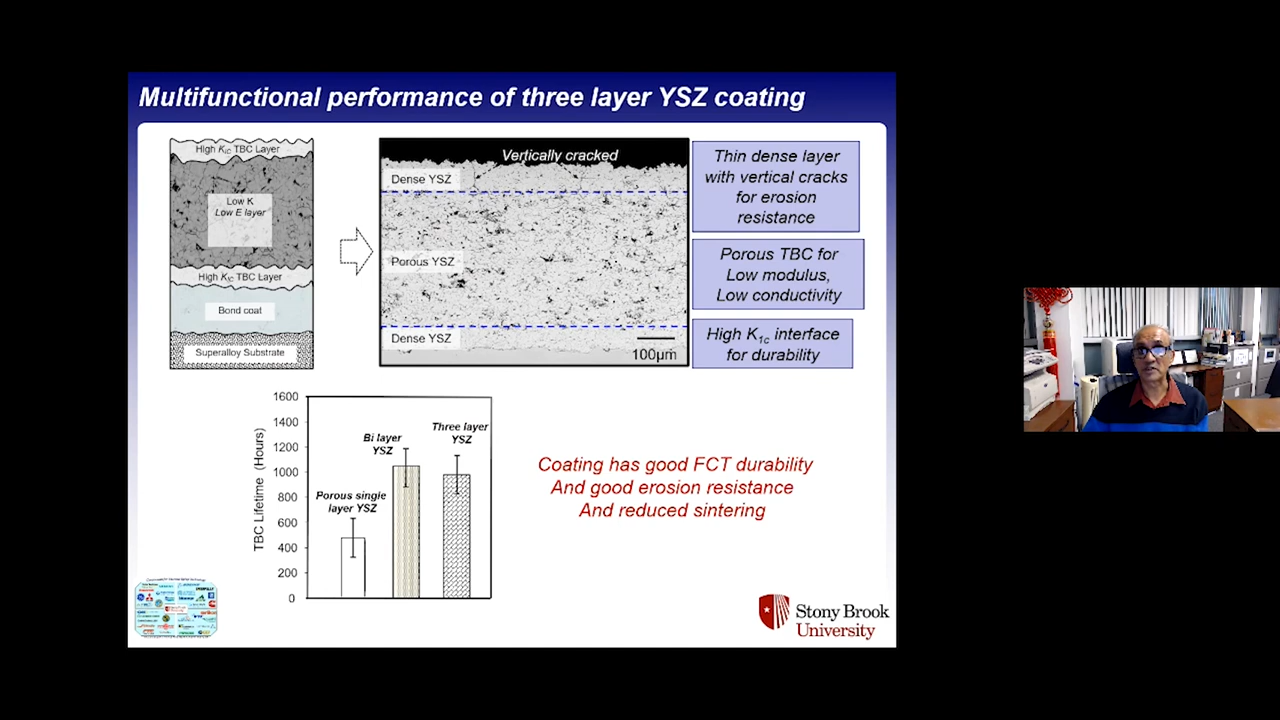 Multifunctional performance of three layer YSZ coating
High KIC TBC Layer
Low K
Low E layer
High KIC TBC Layer
Bond coat
Superalloy Substrate
Vertically cracked
Dense YSZ
Porous YSZ
Dense YSZ
100µm
Thin dense layer
with vertical cracks
for erosion
resistance
Porous TBC for
Low modulus,
Low conductivity
High K1c interface
for durability
TBC Lifetime (Hours)
1600
1400
1200
1000
800
600
400
200
0
Porous single
layer YSZ
Bi layer
YSZ
Three layer
YSZ
Coating has good FCT durability
And good erosion resistance
And reduced sintering
Stony Brook
University